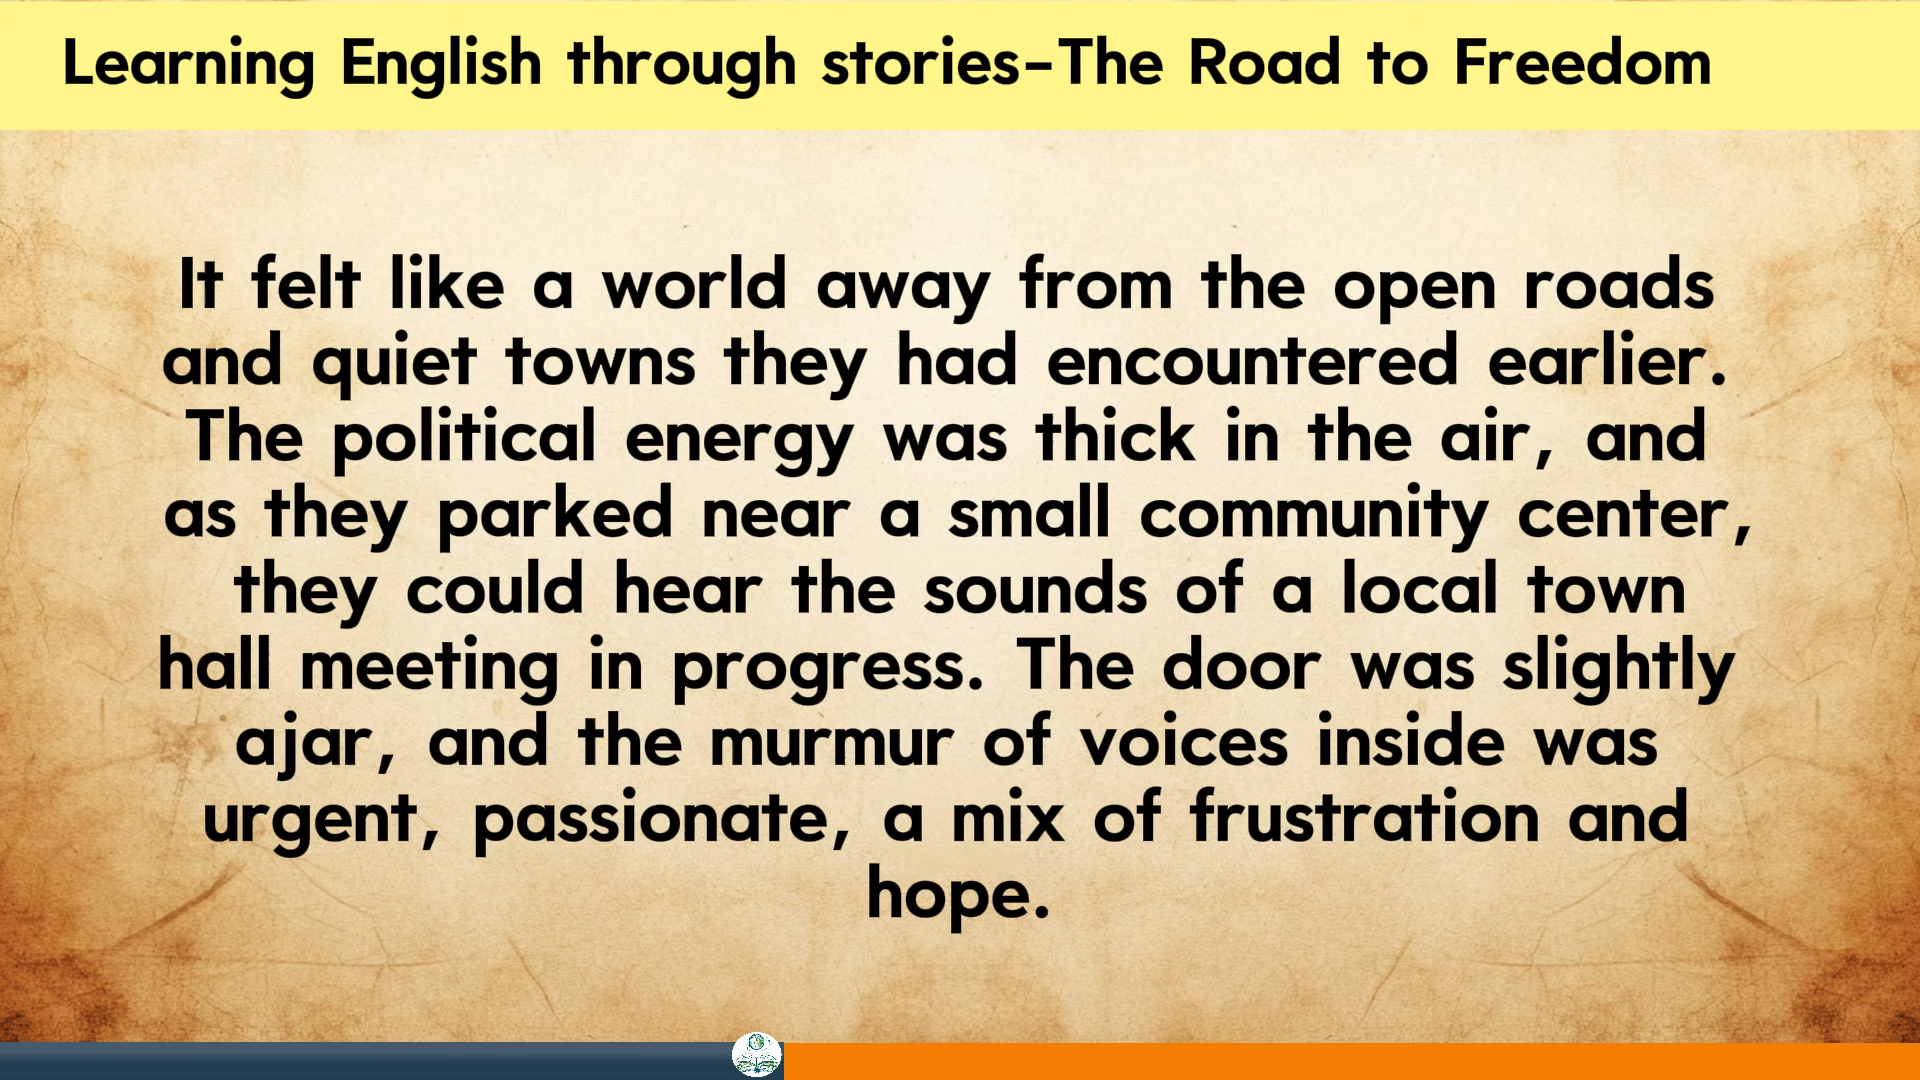 Learning English through stories-The Road to Freedom
It felt like a world away from the open roads
and quiet towns they had encountered earlier.
The political energy was thick in the air, and
as they parked near a small community center,
they could hear the sounds of a local town
hall meeting in progress. The door was slightly
ajar, and the murmur of voices inside was
urgent, passionate, a mix of frustration and
hope.